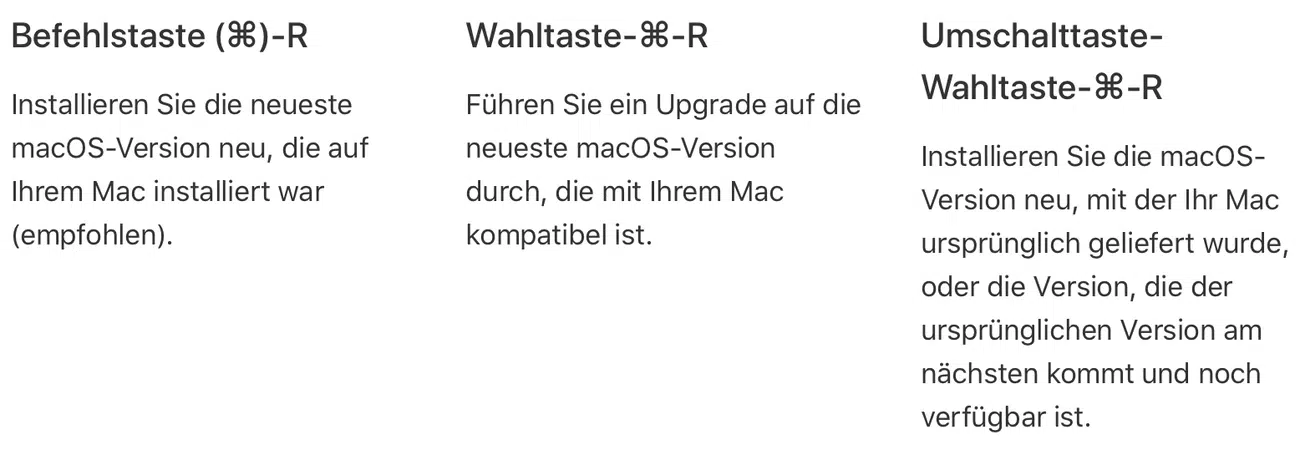 Befehlstaste (⌘)-R
Installieren Sie die neueste
macOS-Version neu, die auf
Ihrem Mac installiert war
(empfohlen).
Wahltaste-⌘-R
Führen Sie ein Upgrade auf die
neueste macOS-Version
durch, die mit Ihrem Mac
kompatibel ist.
Umschalttaste-
Wahltaste-⌘-R
Installieren Sie die macOS-
Version neu, mit der Ihr Mac
ursprünglich geliefert wurde,
oder die Version, die der
ursprünglichen Version am
nächsten kommt und noch
verfügbar ist.